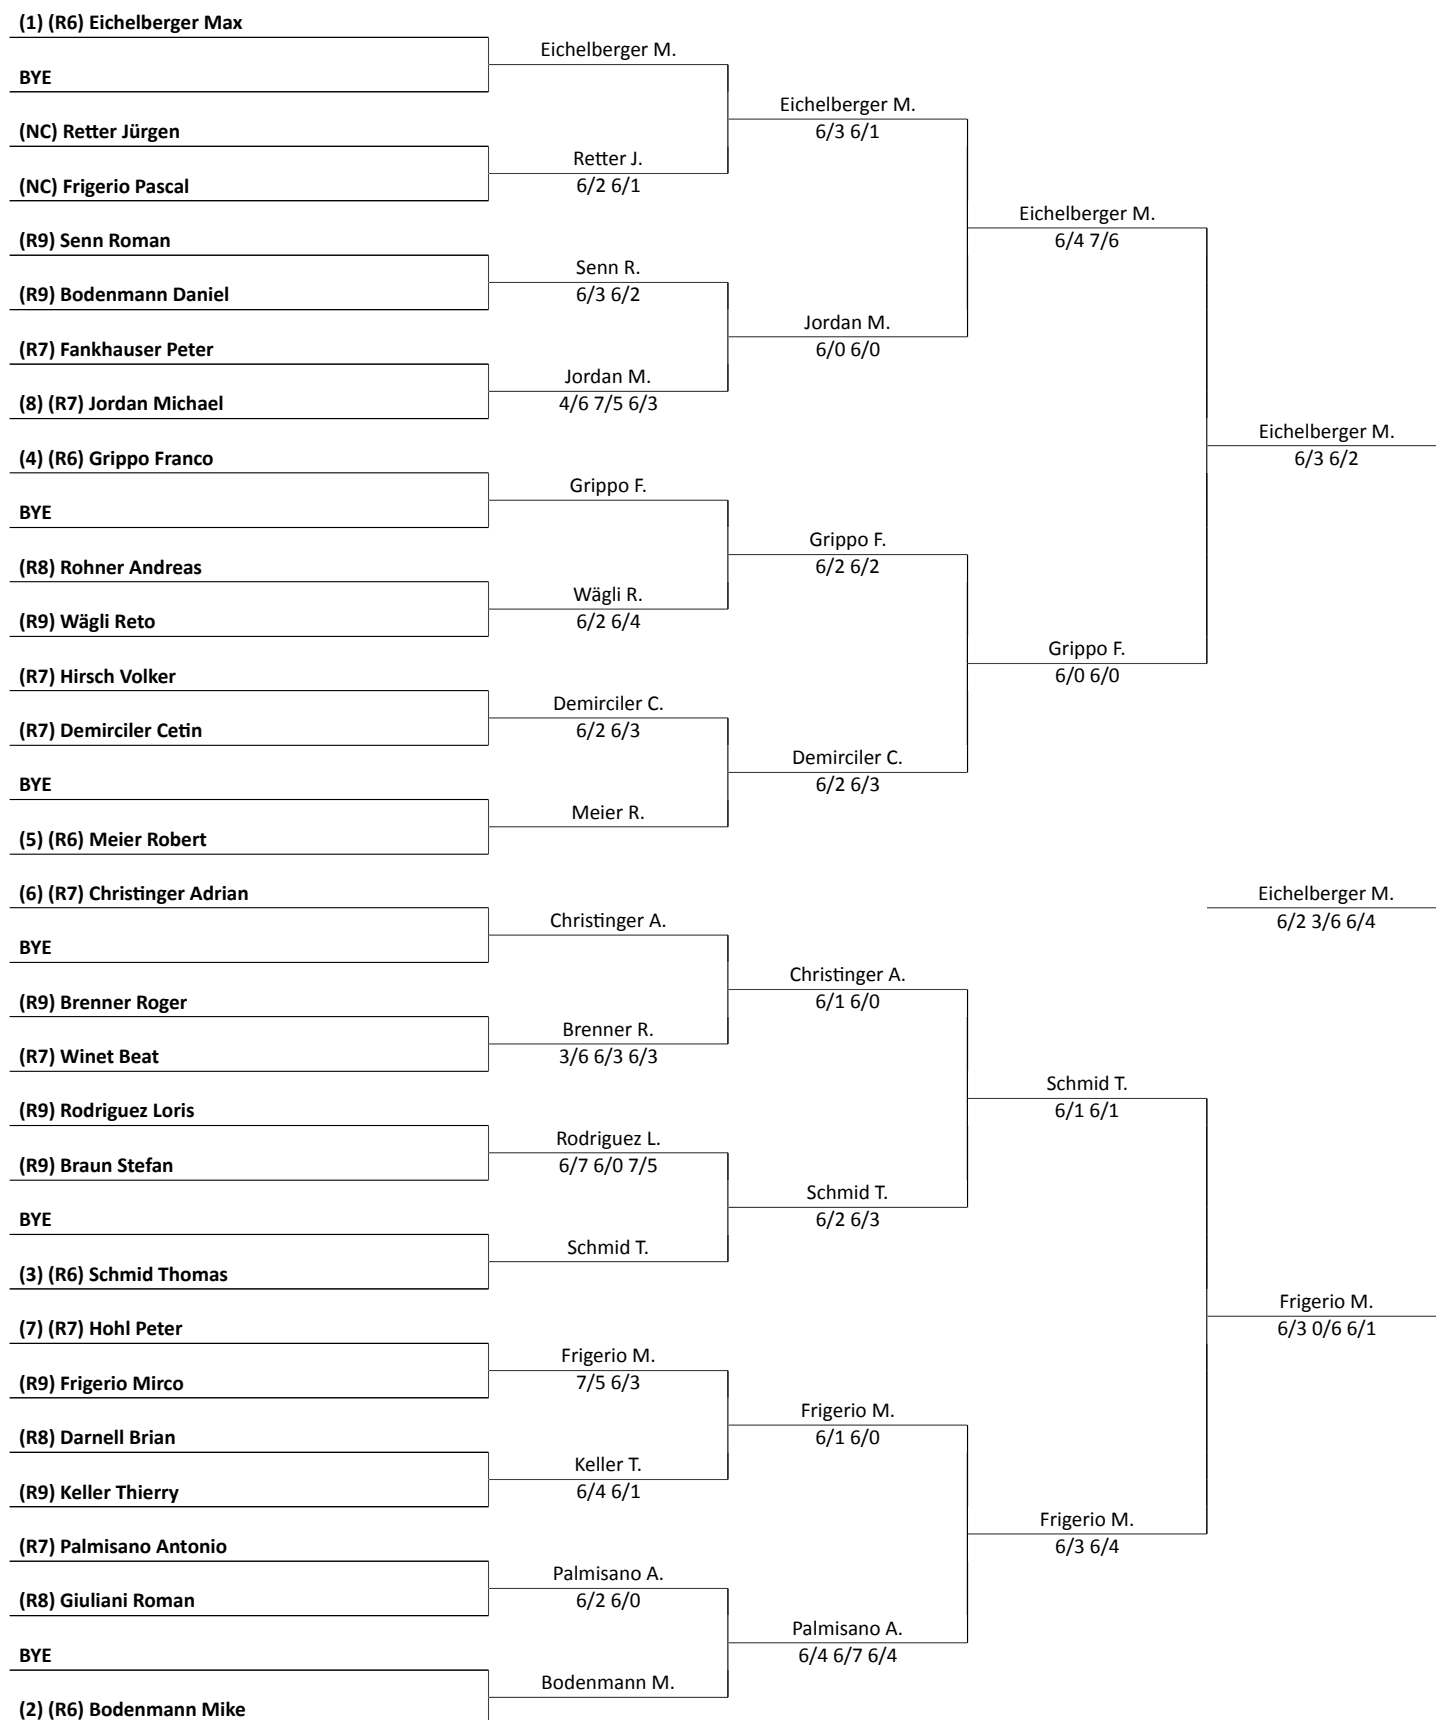 (1) (R6) Eichelberger Max
Eichelberger M.
BYE
Eichelberger M.
6/3 6/1
(NC) Retter Jürgen
Retter J.
6/2 6/1
(NC) Frigerio Pascal
Eichelberger M.
6/4 7/6
(R9) Senn Roman
Senn R.
6/3 6/2
(R9) Bodenmann Daniel
Jordan M.
6/0 6/0
(R7) Fankhauser Peter
Jordan M.
4/6 7/5 6/3
(8) (R7) Jordan Michael
Eichelberger M.
6/3 6/2
(4) (R6) Grippo Franco
Grippo F.
BYE
Grippo F.
6/2 6/2
(R8) Rohner Andreas
Wägli R.
6/2 6/4
(R9) Wägli Reto
Grippo F.
6/0 6/0
(R7) Hirsch Volker
Demirciler C.
6/2 6/3
(R7) Demirciler Cetin
Demirciler C.
6/2 6/3
BYE
Meier R.
(5) (R6) Meier Robert
(6) (R7) Christinger Adrian
Eichelberger M.
6/2 3/6 6/4
Christinger A.
BYE
Christinger A.
6/1 6/0
(R9) Brenner Roger
Brenner R.
3/6 6/3 6/3
(R7) Winet Beat
Schmid T.
6/1 6/1
(R9) Rodriguez Loris
Rodriguez L.
6/7 6/0 7/5
(R9) Braun Stefan
Schmid T.
6/2 6/3
BYE
Schmid T.
(3) (R6) Schmid Thomas
Frigerio M.
6/3 0/6 6/1
(7) (R7) Hohl Peter
Frigerio M.
7/5 6/3
(R9) Frigerio Mirco
Frigerio M.
6/1 6/0
(R8) Darnell Brian
Keller T.
6/4 6/1
(R9) Keller Thierry
Frigerio M.
6/3 6/4
(R7) Palmisano Antonio
Palmisano A.
6/2 6/0
(R8) Giuliani Roman
Palmisano A.
6/4 6/7 6/4
BYE
Bodenmann M.
(2) (R6) Bodenmann Mike